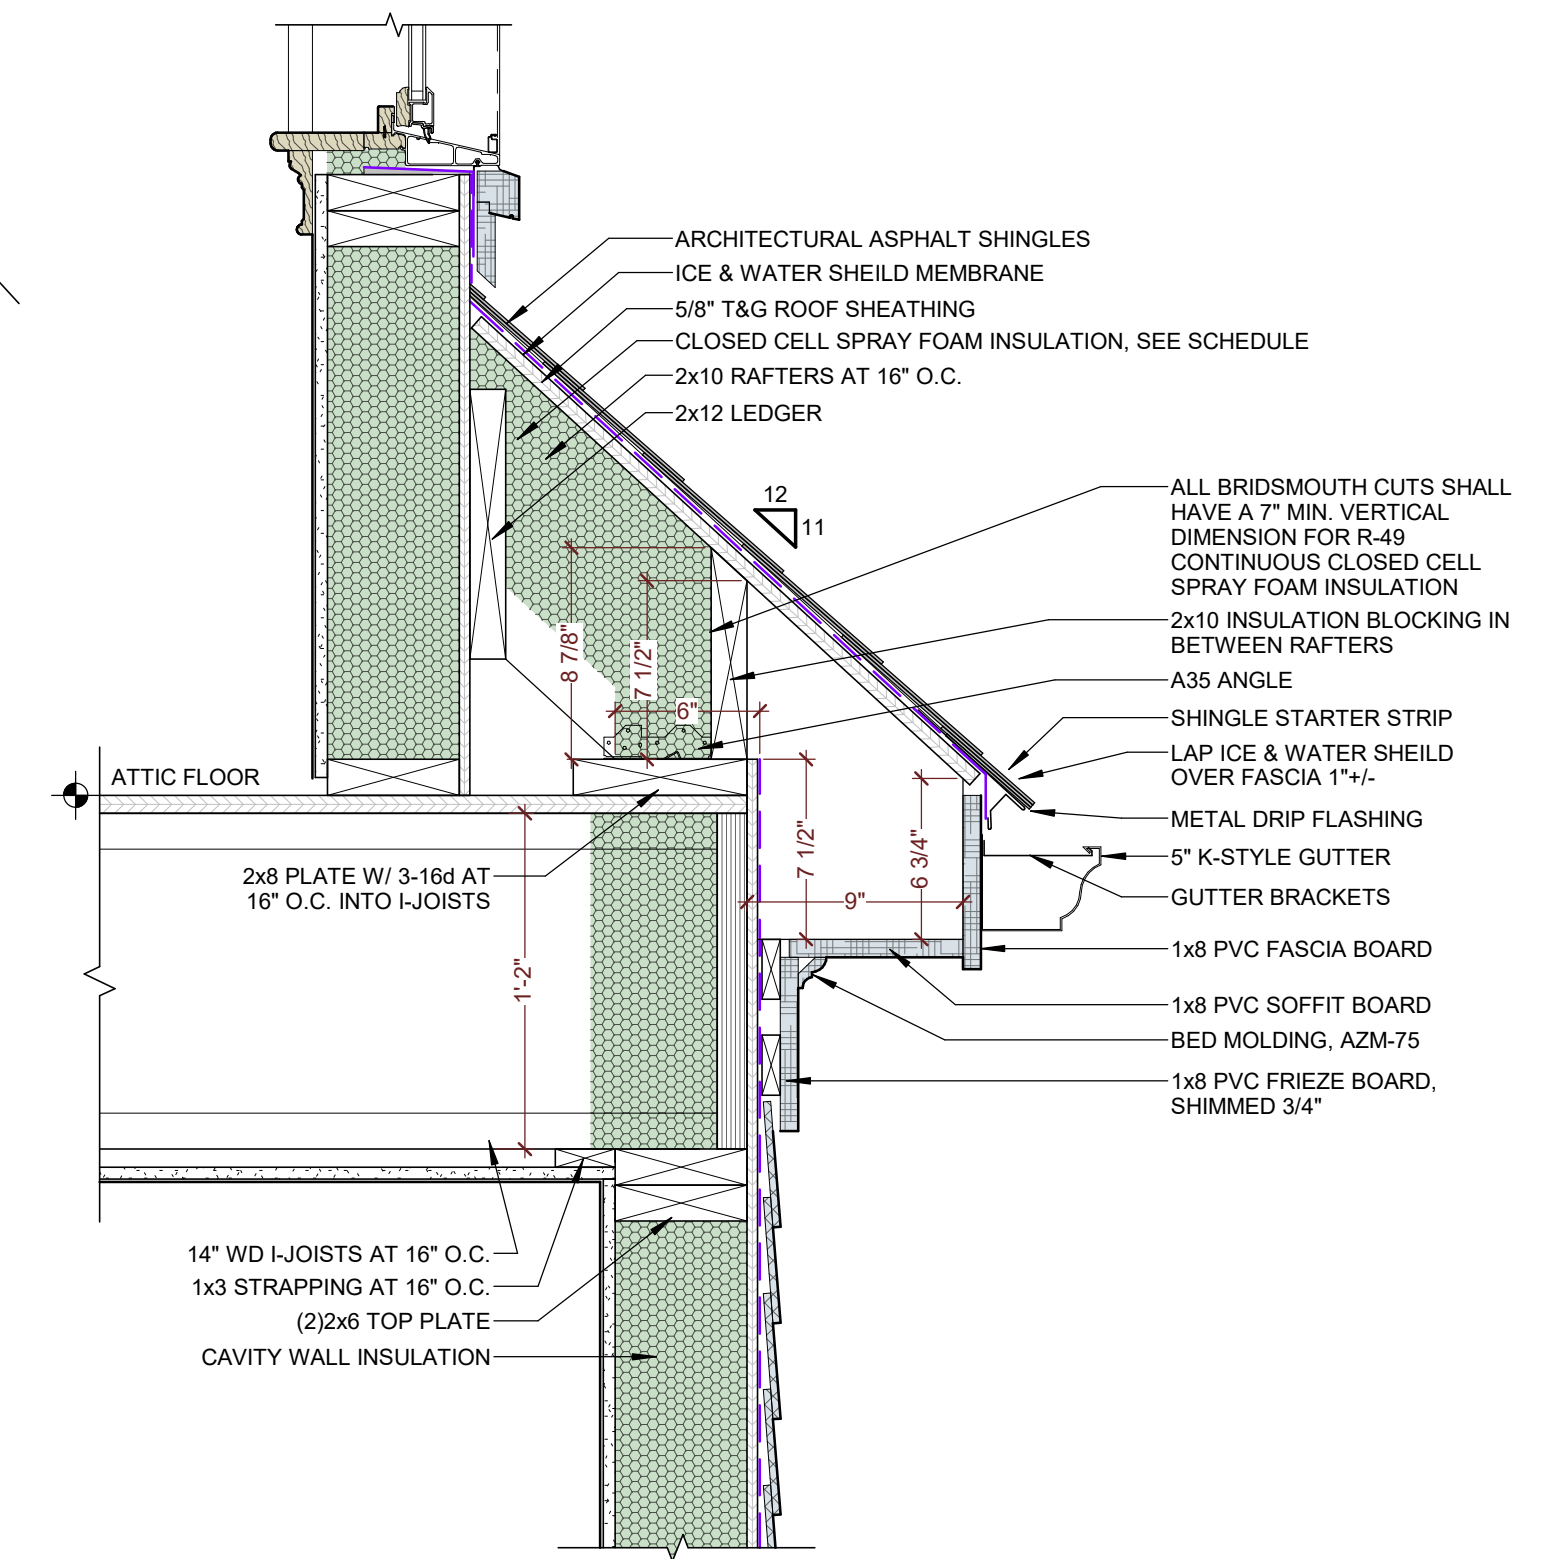 ARCHITECTURAL ASPHALT SHINGLES
ICE & WATER SHEILD MEMBRANE
5/8" T&G ROOF SHEATHING
CLOSED CELL SPRAY FOAM INSULATION, SEE SCHEDULE
2x10 RAFTERS AT 16" O.C.
2x12 LEDGER
12
11
ALL BRIDSMOUTH CUTS SHALL
HAVE A 7" MIN. VERTICAL
DIMENSION FOR R-49
CONTINUOUS CLOSED CELL
SPRAY FOAM INSULATION
2x10 INSULATION BLOCKING IN
BETWEEN RAFTERS
A35 ANGLE
SHINGLE STARTER STRIP
LAP ICE & WATER SHEILD
OVER FASCIA 1"+/-
METAL DRIP FLASHING
5" K-STYLE GUTTER
GUTTER BRACKETS
1x8 PVC FASCIA BOARD
1x8 PVC SOFFIT BOARD
BED MOLDING, AZM-75
1x8 PVC FRIEZE BOARD,
SHIMMED 3/4"
8 7/8"
7 1/2"
6"
7 1/2"
6 3/4"
9"
1'-2"
ATTIC FLOOR
2x8 PLATE W/ 3-16d AT
16" O.C. INTO I-JOISTS
14" WD I-JOISTS AT 16" O.C.
1x3 STRAPPING AT 16" O.C.
(2)2x6 TOP PLATE
CAVITY WALL INSULATION